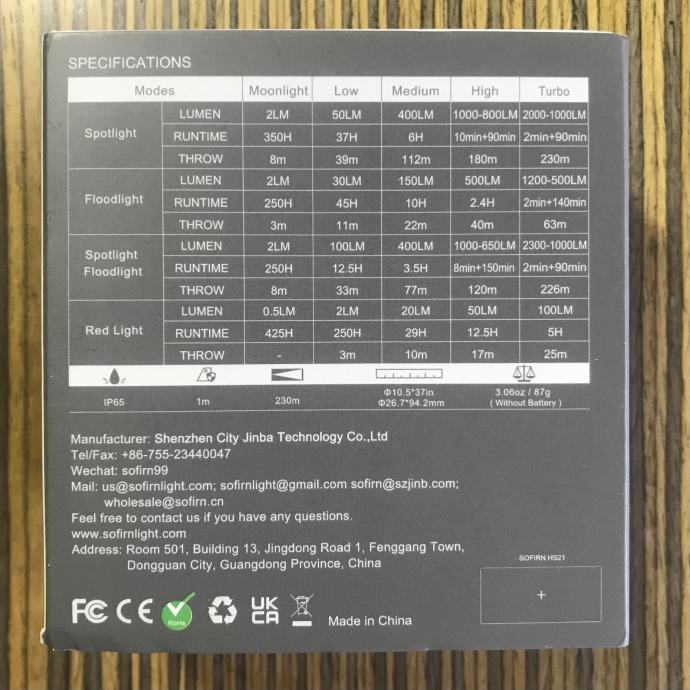 SPECIFICATIONS
Modes Moonlight Low Medium High Turbo
Spotlight LUMEN 2LM 50LM 400LM 1000-800LM 2000-1000LM
RUNTIME 350H 37H 6H 10min+90min 2min+90min
THROW 8m 39m 112m 180m 230m
Floodlight LUMEN 2LM 30LM 150LM 500LM 1200-500LM
RUNTIME 250H 45H 10H 2.4H 2min+140min
THROW 3m 11m 22m 40m 63m
Spotlight Floodlight LUMEN 2LM 100LM 400LM 1000-650LM 2300-1000LM
RUNTIME 250H 12.5H 3.5H 8min+150min 2min+90min
THROW 8m 33m 77m 120m 226m
Red Light LUMEN 0.5LM 2LM 20LM 50LM 100LM
RUNTIME 425H 250H 29H 12.5H 5H
THROW - 3m 10m 17m 25m
IP65 1m 230m Φ10.5*37in Φ26.7*94.2mm 3.06oz / 87g ( Without Battery )
Manufacturer: Shenzhen City Jinba Technology Co.,Ltd
Tel/Fax: +86-755-23440047
Wechat: sofirn99
Mail: us@sofirnlight.com; sofirnlight@gmail.com sofirn@szjinb.com;
wholesale@sofirn.cn
Feel free to contact us if you have any questions.
www.sofirnlight.com
Address: Room 501, Building 13, Jingdong Road 1, Fenggang Town,
Dongguan City, Guangdong Province, China
SOFIRN HS21
+
FC CE RoHS UK CA Made in China